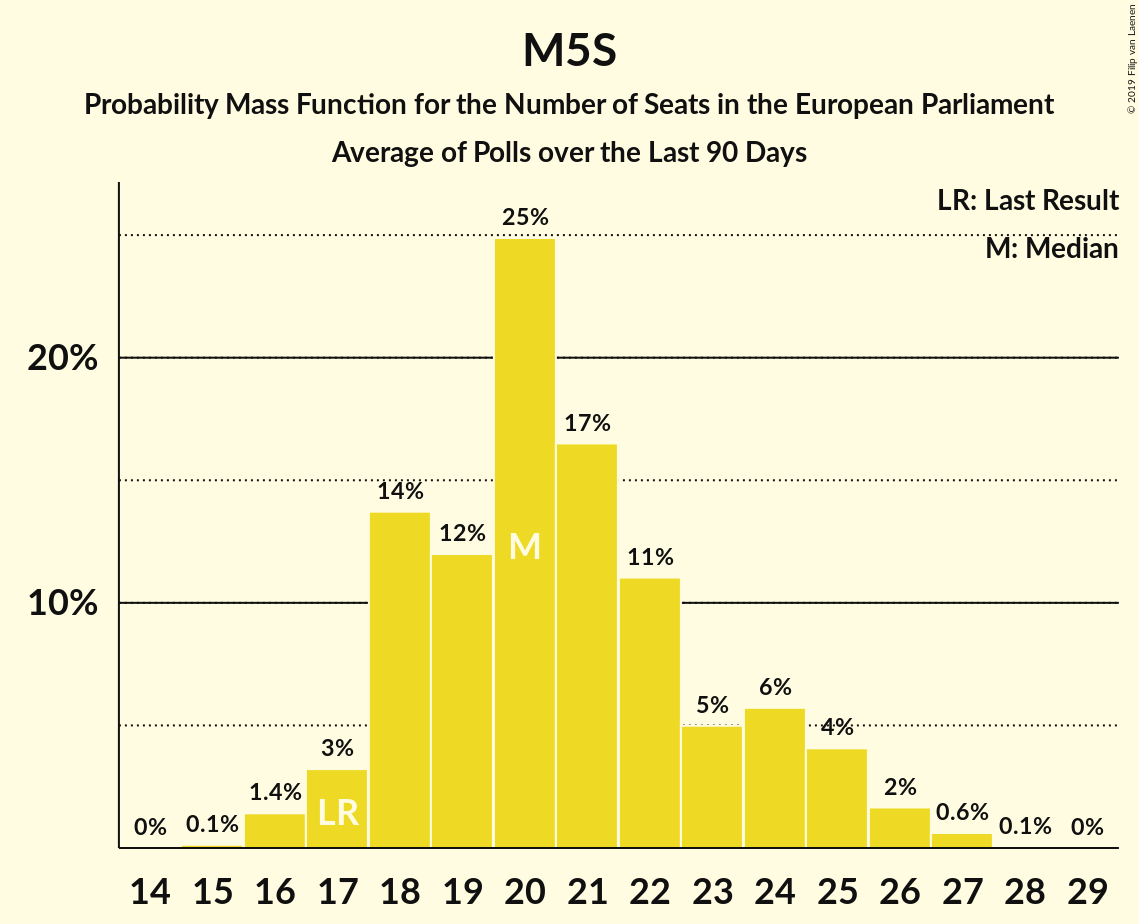 M5S
Probability Mass Function for the Number of Seats in the European Parliament
Average of Polls over the Last 90 Days
© 2019 Filip van Laenen
LR: Last Result
M: Median
25%
20%
17%
14%
12%
M
11%
10%
6%
5%
4%
3%
2%
1.4%
LR
0.6%
0%
0.1%
0.1%
0%
14 15 16 17 18 19 20 21 22 23 24 25 26 27 28 29